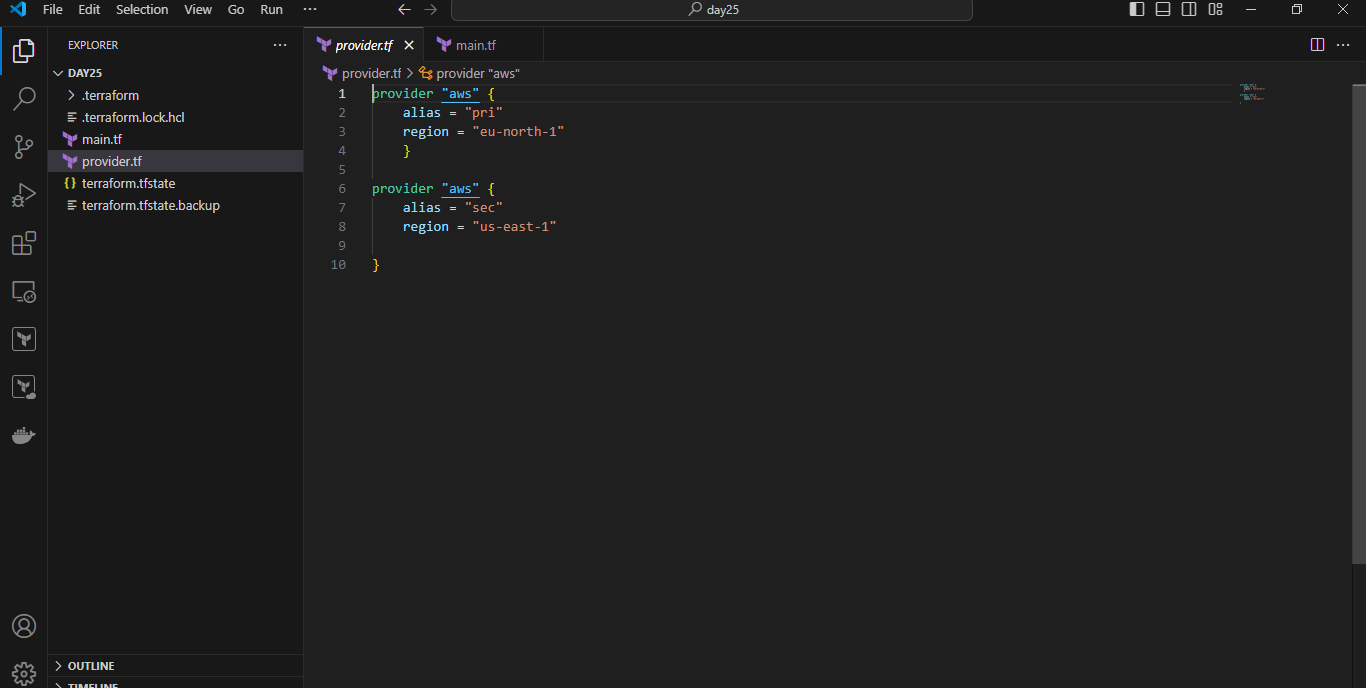 File Edit Selection View Go Run ···
day25
EXPLORER ···
DAY25
.terraform
.terraform.lock.hcl
main.tf
provider.tf
{} terraform.tfstate
terraform.tfstate.backup
OUTLINE
TIMELINE
provider.tf main.tf
provider.tf > provider "aws"
1 provider "aws" {
2 alias = "pri"
3 region = "eu-north-1"
4 }
5
6 provider "aws" {
7 alias = "sec"
8 region = "us-east-1"
9
10 }